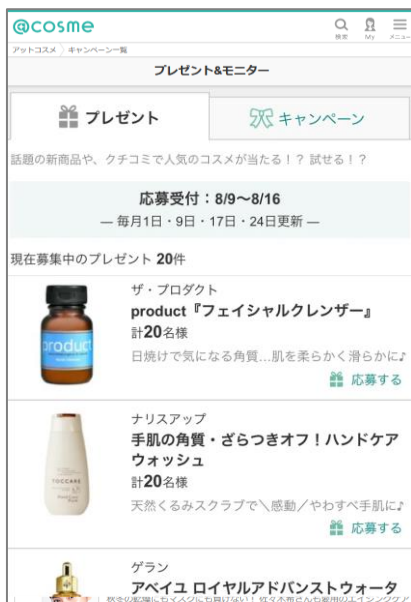 @cosme
検索 My メニュー
アットコスメ 〉 キャンペーン一覧
プレゼント&モニター
プレゼント キャンペーン
話題の新商品や、クチコミで人気のコスメが当たる！？ 試せる！？
応募受付：8/9〜8/16
― 毎月1日・9日・17日・24日更新 ―
現在募集中のプレゼント 20件
product
ザ・プロダクト
product『フェイシャルクレンザー』
計20名様
日焼けで気になる角質…肌を柔らかく滑らかに♪
応募する
ナリスアップ
手肌の角質・ざらつきオフ！ハンドケア
ウォッシュ
計20名様
天然くるみスクラブで＼感動／やわすべ手肌に♪
応募する
ゲラン
アベイユ ロイヤルアドバンストウォータ